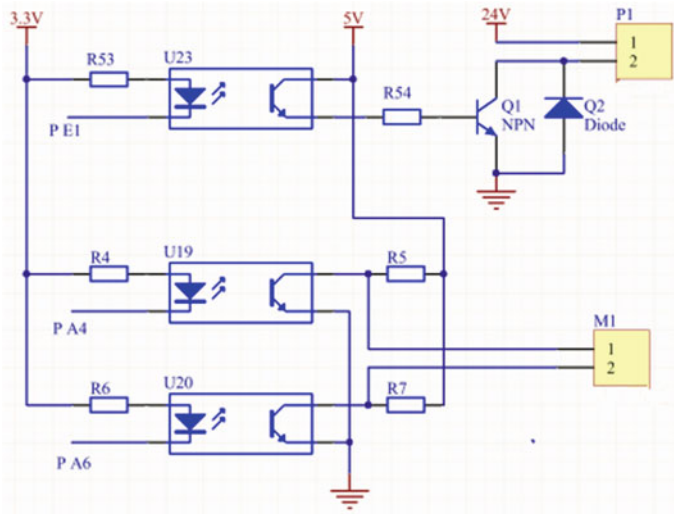 3.3V
5V
24V
P1
R53
U23
1
2
R54
Q1
NPN
Q2
Diode
P E1
R4
U19
R5
P A4
M1
1
2
R6
U20
R7
P A6